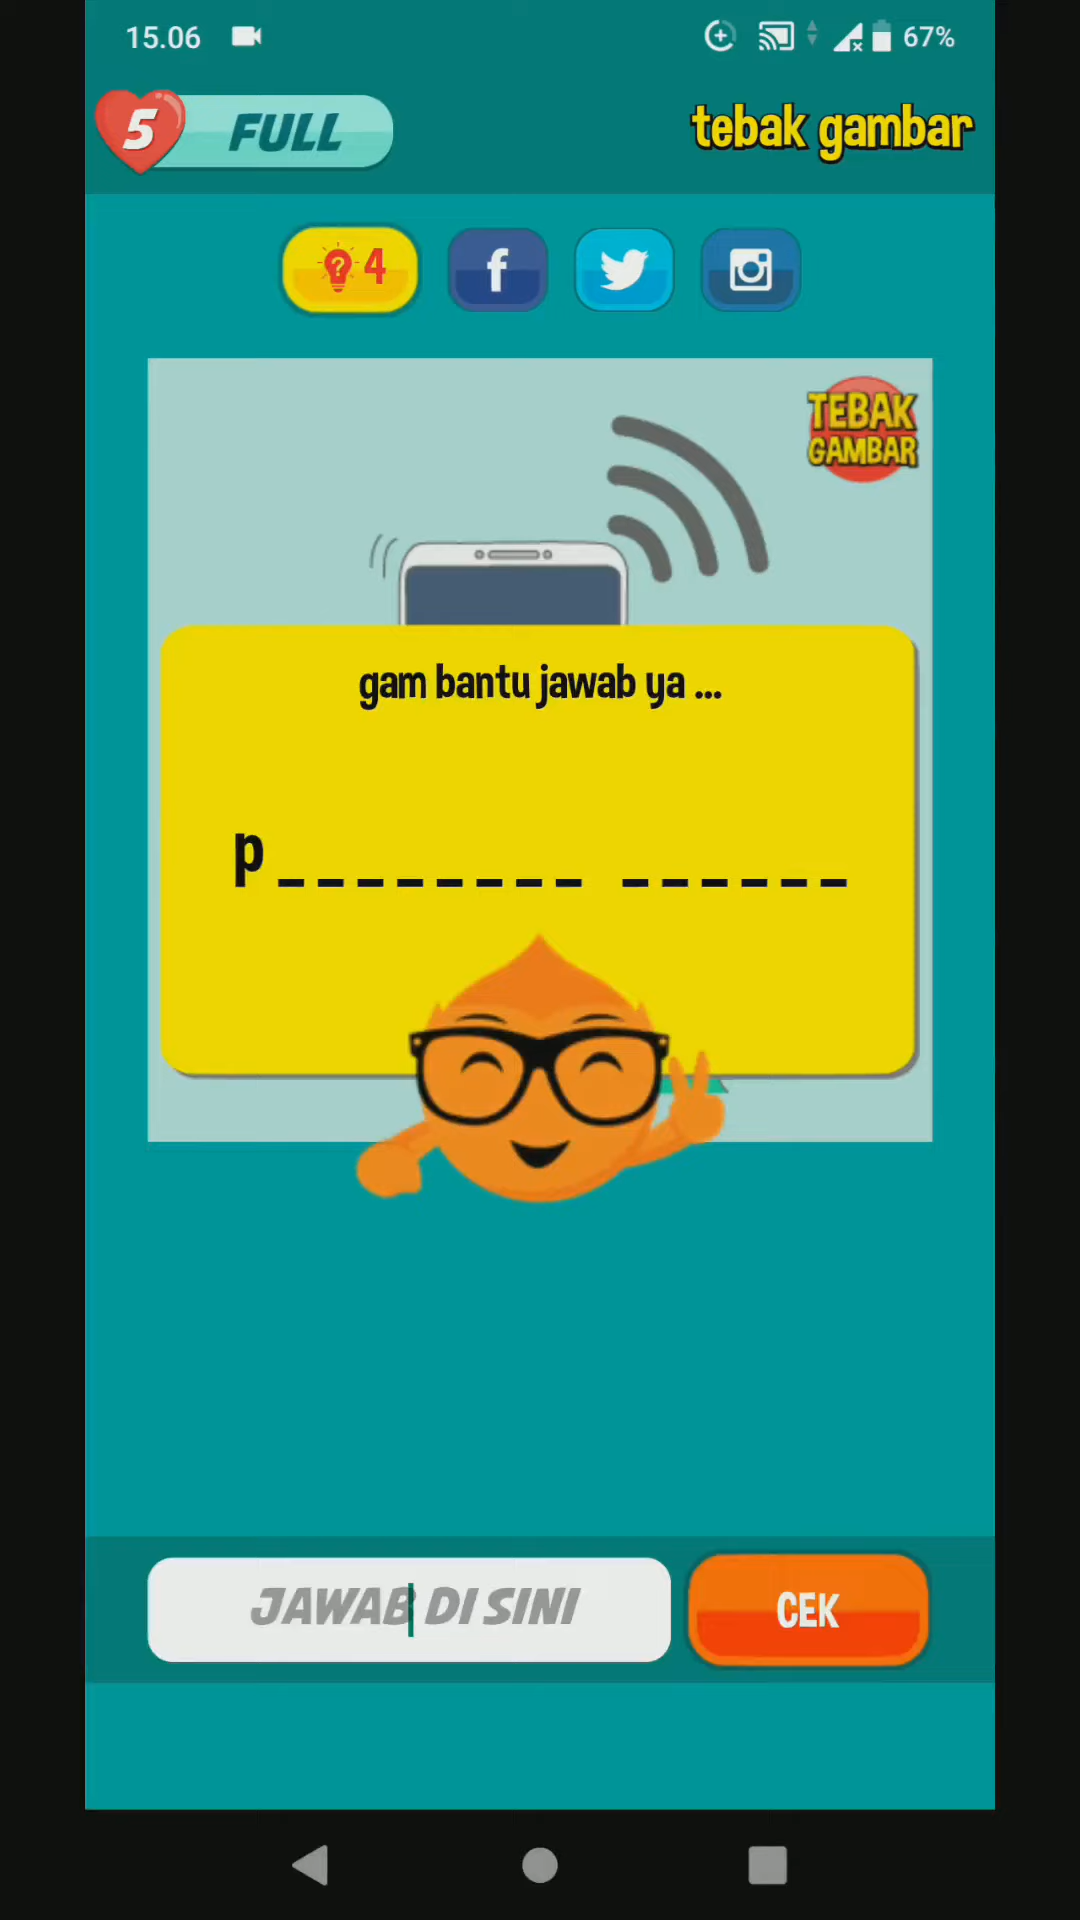 15.06
67%
5 FULL
tebak gambar
? 4
f
TEBAK
GAMBAR
gam bantu jawab ya ...
p________ ______
JAWAB DI SINI
CEK